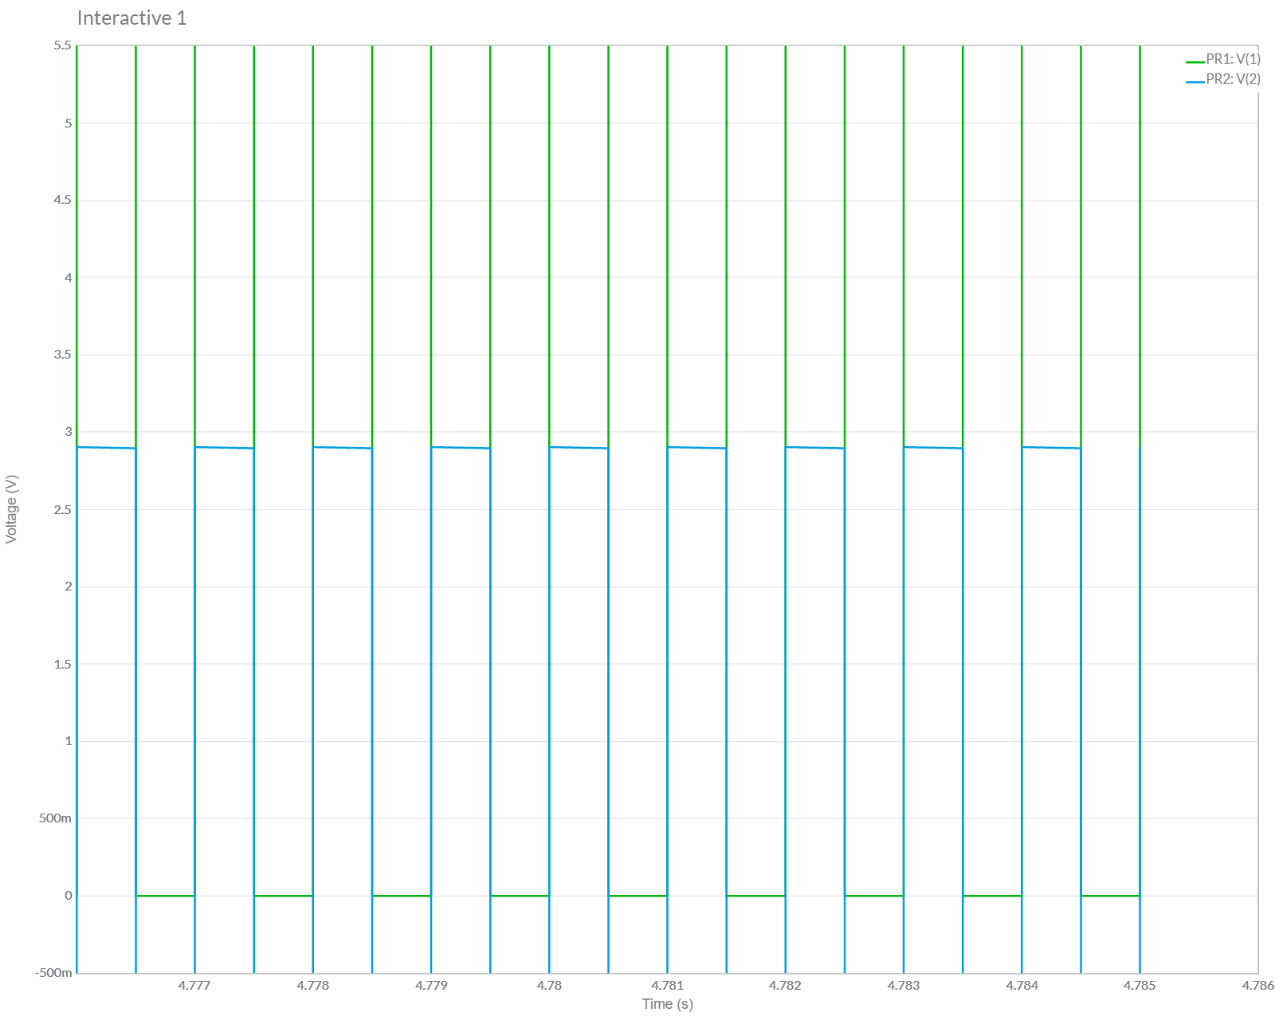 Interactive 1
PR1: V(1)
PR2: V(2)
5.5
5
4.5
4
3.5
3
2.5
2
1.5
1
500m
0
-500m
Voltage (V)
4.777 4.778 4.779 4.78 4.781 4.782 4.783 4.784 4.785 4.786
Time (s)